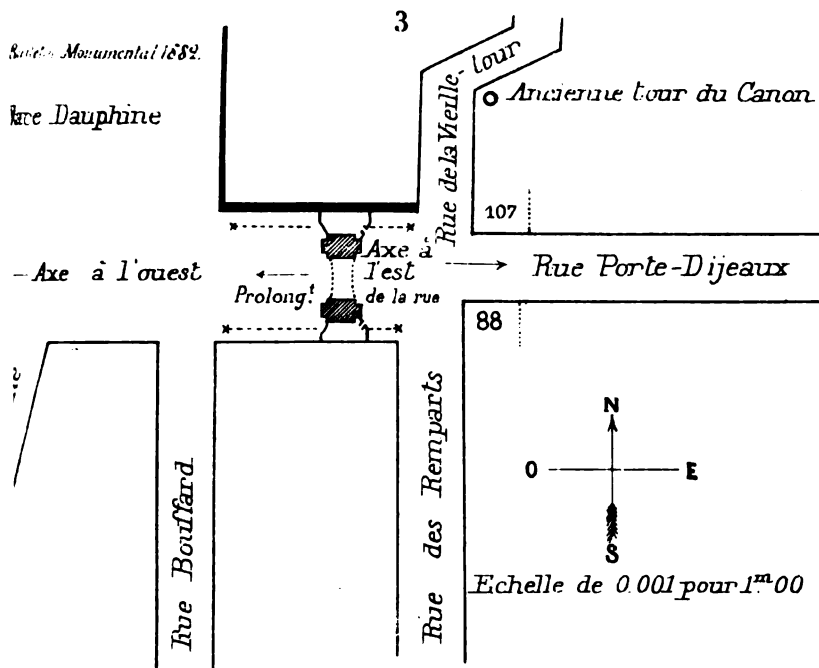 3
Monumental 1882.
Dauphine
Rue de la Vieille-tour
Ancienne tour du Canon
107
Axe à l'ouest
Prolong.t
Axe à
l'est
de la rue
Rue Porte-Dijeaux
88
Rue Bouffard
Rue des Remparts
N
O
E
S
Echelle de 0.001 pour 1m00